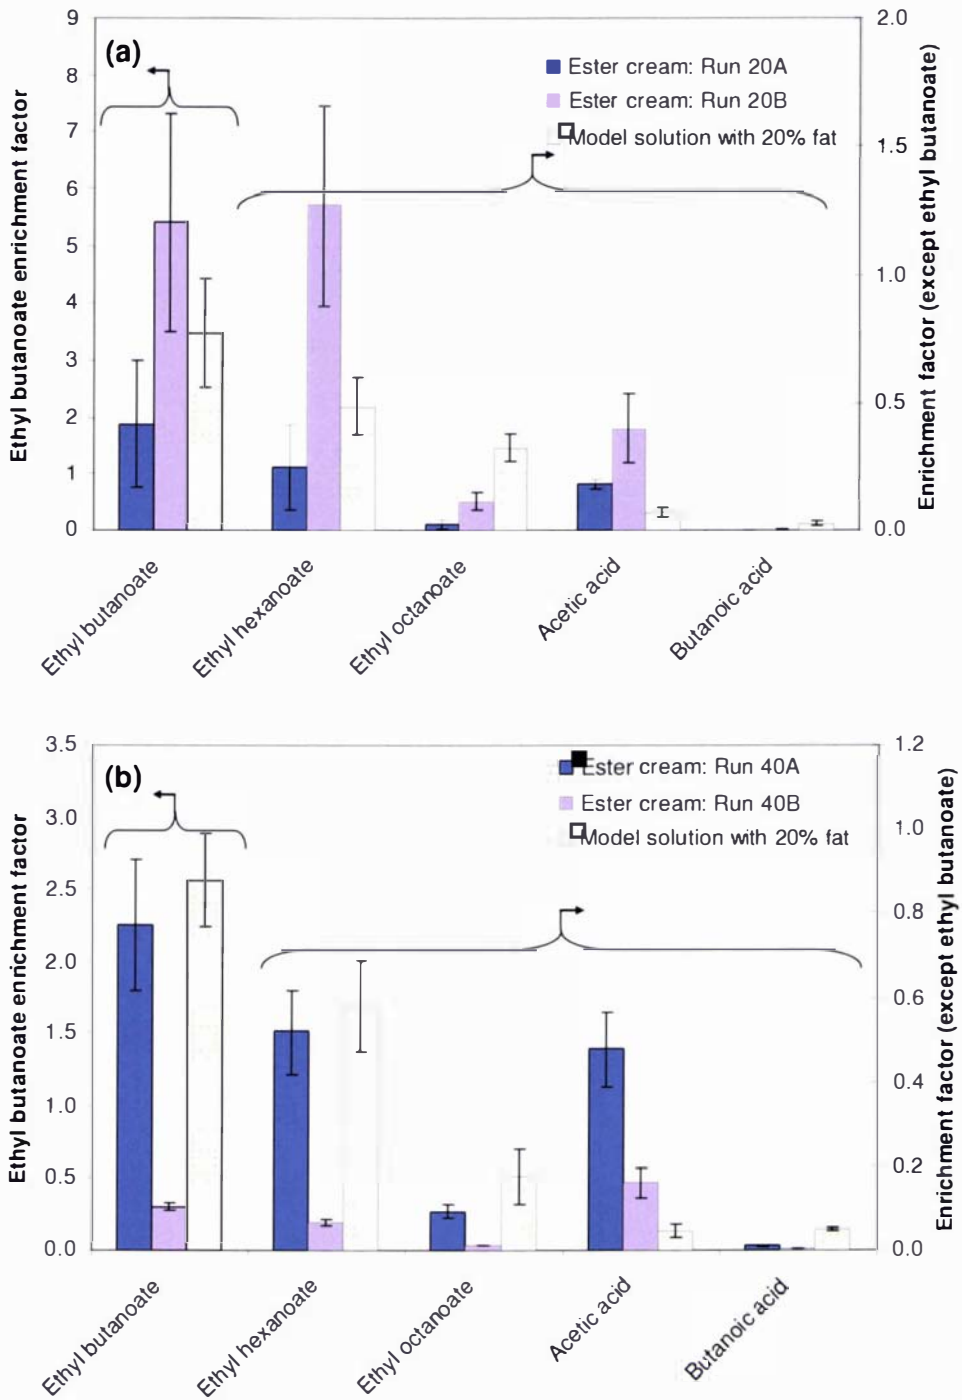 9
8
7
6
5
4
3
2
1
0
Ethyl butanoate enrichment factor
(a)
Ester cream: Run 20A
Ester cream: Run 20B
Model solution with 20% fat
2.0
1.5
1.0
0.5
0.0
Enrichment factor (except ethyl butanoate)
Ethyl butanoate
Ethyl hexanoate
Ethyl octanoate
Acetic acid
Butanoic acid
3.5
3.0
2.5
2.0
1.5
1.0
0.5
0.0
Ethyl butanoate enrichment factor
(b)
Ester cream: Run 40A
Ester cream: Run 40B
Model solution with 20% fat
1.2
1.0
0.8
0.6
0.4
0.2
0.0
Enrichment factor (except ethyl butanoate)
Ethyl butanoate
Ethyl hexanoate
Ethyl octanoate
Acetic acid
Butanoic acid